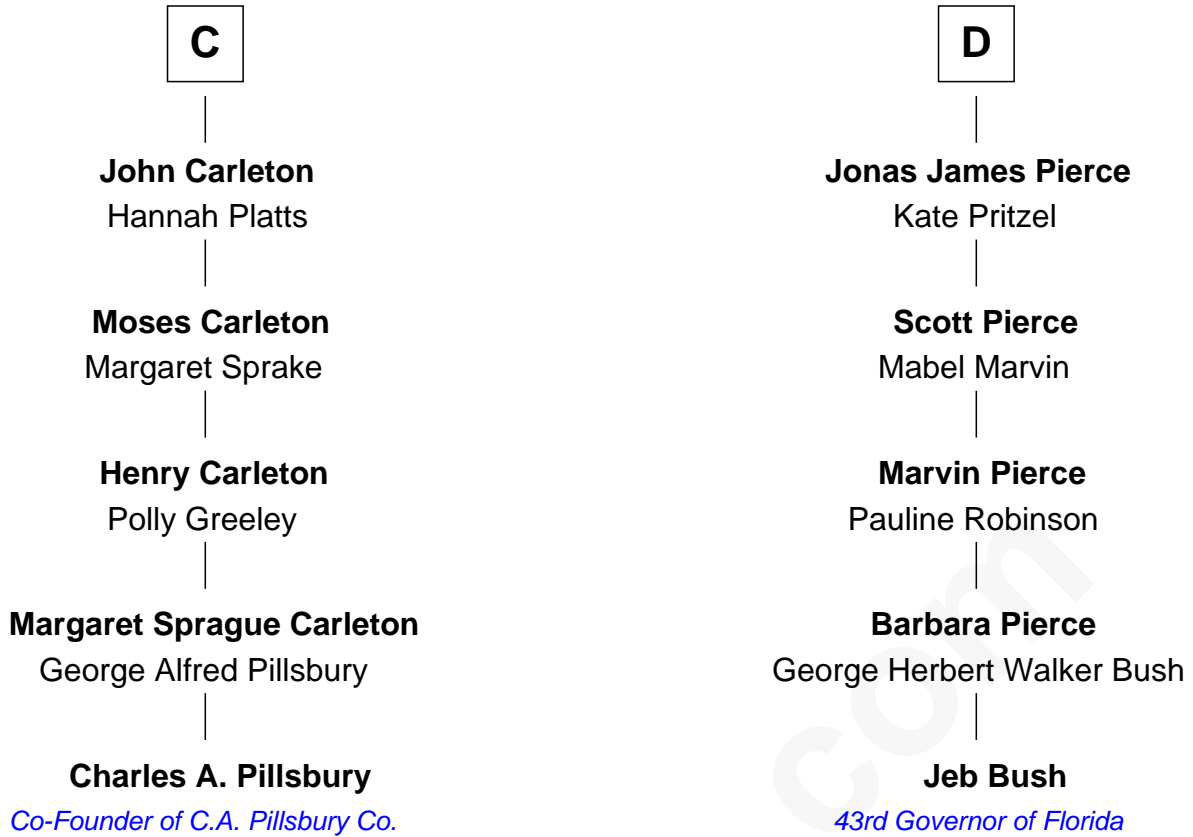 C
John Carleton
Hannah Platts
Moses Carleton
Margaret Sprake
Henry Carleton
Polly Greeley
Margaret Sprague Carleton
George Alfred Pillsbury
Charles A. Pillsbury
Co-Founder of C.A. Pillsbury Co.
D
Jonas James Pierce
Kate Pritzel
Scott Pierce
Mabel Marvin
Marvin Pierce
Pauline Robinson
Barbara Pierce
George Herbert Walker Bush
Jeb Bush
43rd Governor of Florida
com